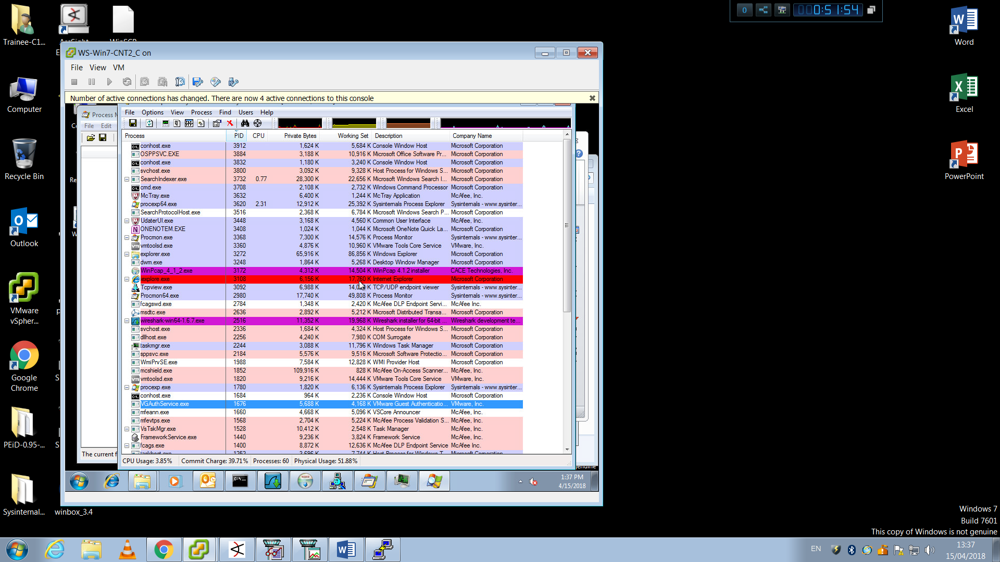 0 000:51:54
Trainee-C1...
Computer
Recycle Bin
Outlook
VMware
vSpher...
Google
Chrome
PEiD-0.95-...
Sysinternal...
winbox_3.4
Word
Excel
PowerPoint
WS-Win7-CNT2_C on
File View VM
Number of active connections has changed. There are now 4 active connections to this console
Process M
File Edit
The current f
File Options View Process Find Users Help
Process PID CPU Private Bytes Working Set Description Company Name
conhost.exe 3912 1,624 K 5,684 K Console Window Host Microsoft Corporation
OSPPSVC.EXE 3884 3,188 K 10,916 K Microsoft Office Software Pr... Microsoft Corporation
conhost.exe 3832 1,180 K 3,240 K Console Window Host Microsoft Corporation
svchost.exe 3800 3,092 K 9,328 K Host Process for Windows S... Microsoft Corporation
SearchIndexer.exe 3732 0.77 28,300 K 22,656 K Microsoft Windows Search I... Microsoft Corporation
cmd.exe 3708 2,108 K 2,732 K Windows Command Processor Microsoft Corporation
McTray.exe 3632 6,400 K 1,244 K McTray Application McAfee, Inc.
procexp64.exe 3620 2.31 12,912 K 25,392 K Sysinternals Process Explorer Sysinternals - www.sysinter...
SearchProtocolHost.exe 3516 2,368 K 6,784 K Microsoft Windows Search P... Microsoft Corporation
UdaterUI.exe 3448 3,168 K 4,560 K Common User Interface McAfee, Inc.
ONENOTEM.EXE 3408 1,024 K 1,044 K Microsoft OneNote Quick La... Microsoft Corporation
Procmon.exe 3368 7,300 K 14,576 K Process Monitor Sysinternals - www.sysinter...
vmtoolsd.exe 3360 4,876 K 10,960 K VMware Tools Core Service VMware, Inc.
explorer.exe 3272 65,916 K 86,856 K Windows Explorer Microsoft Corporation
dwm.exe 3248 1,864 K 5,268 K Desktop Window Manager Microsoft Corporation
WinPcap_4_1_2.exe 3172 4,312 K 14,504 K WinPcap 4.1.2 installer CACE Technologies, Inc.
iexplore.exe 3108 6,156 K 17,760 K Internet Explorer Microsoft Corporation
Tcpview.exe 3092 6,988 K K TCP/UDP endpoint viewer Sysinternals - www.sysinter...
Procmon64.exe 2980 17,740 K 49,808 K Process Monitor Sysinternals - www.sysinter...
fcagswd.exe 2784 1,348 K 2,420 K McAfee DLP Endpoint Servi... McAfee Inc.
msdtc.exe 2636 2,892 K 5,212 K Microsoft Distributed Transa... Microsoft Corporation
wireshark-win64-1.6.7.exe 2516 11,352 K 19,968 K Wireshark installer for 64-bit ... Wireshark development te...
svchost.exe 2336 1,684 K 4,324 K Host Process for Windows S... Microsoft Corporation
dllhost.exe 2256 4,240 K 7,980 K COM Surrogate Microsoft Corporation
taskmgr.exe 2244 3,088 K 11,796 K Windows Task Manager Microsoft Corporation
sppsvc.exe 2184 5,576 K 9,516 K Microsoft Software Protectio... Microsoft Corporation
WmiPrvSE.exe 1988 7,584 K 12,828 K WMI Provider Host Microsoft Corporation
mcshield.exe 1852 109,916 K 828 K McAfee On-Access Scanner... McAfee, Inc.
vmtoolsd.exe 1820 9,216 K 14,444 K VMware Tools Core Service VMware, Inc.
procexp.exe 1780 1,820 K 6,136 K Sysinternals Process Explorer Sysinternals - www.sysinter...
conhost.exe 1684 964 K 2,236 K Console Window Host Microsoft Corporation
VGAuthService.exe 1676 5,688 K 4,168 K VMware Guest Authenticatio... VMware, Inc.
mfeann.exe 1660 4,668 K 5,096 K VSCore Announcer McAfee, Inc.
mfevtps.exe 1568 2,704 K 5,224 K McAfee Process Validation S... McAfee, Inc.
VsTskMgr.exe 1528 10,412 K 2,548 K Task Manager McAfee, Inc.
FrameworkService.exe 1440 9,236 K 3,824 K Framework Service McAfee, Inc.
fcags.exe 1400 8,872 K 12,636 K McAfee DLP Endpoint Service McAfee Inc.
CPU Usage: 3.85% Commit Charge: 39.71% Processes: 60 Physical Usage: 51.88%
enuine
1:37 PM
4/15/2018
Windows 7
Build 7601
This copy of Windows is not genuine
EN
13:37
15/04/2018